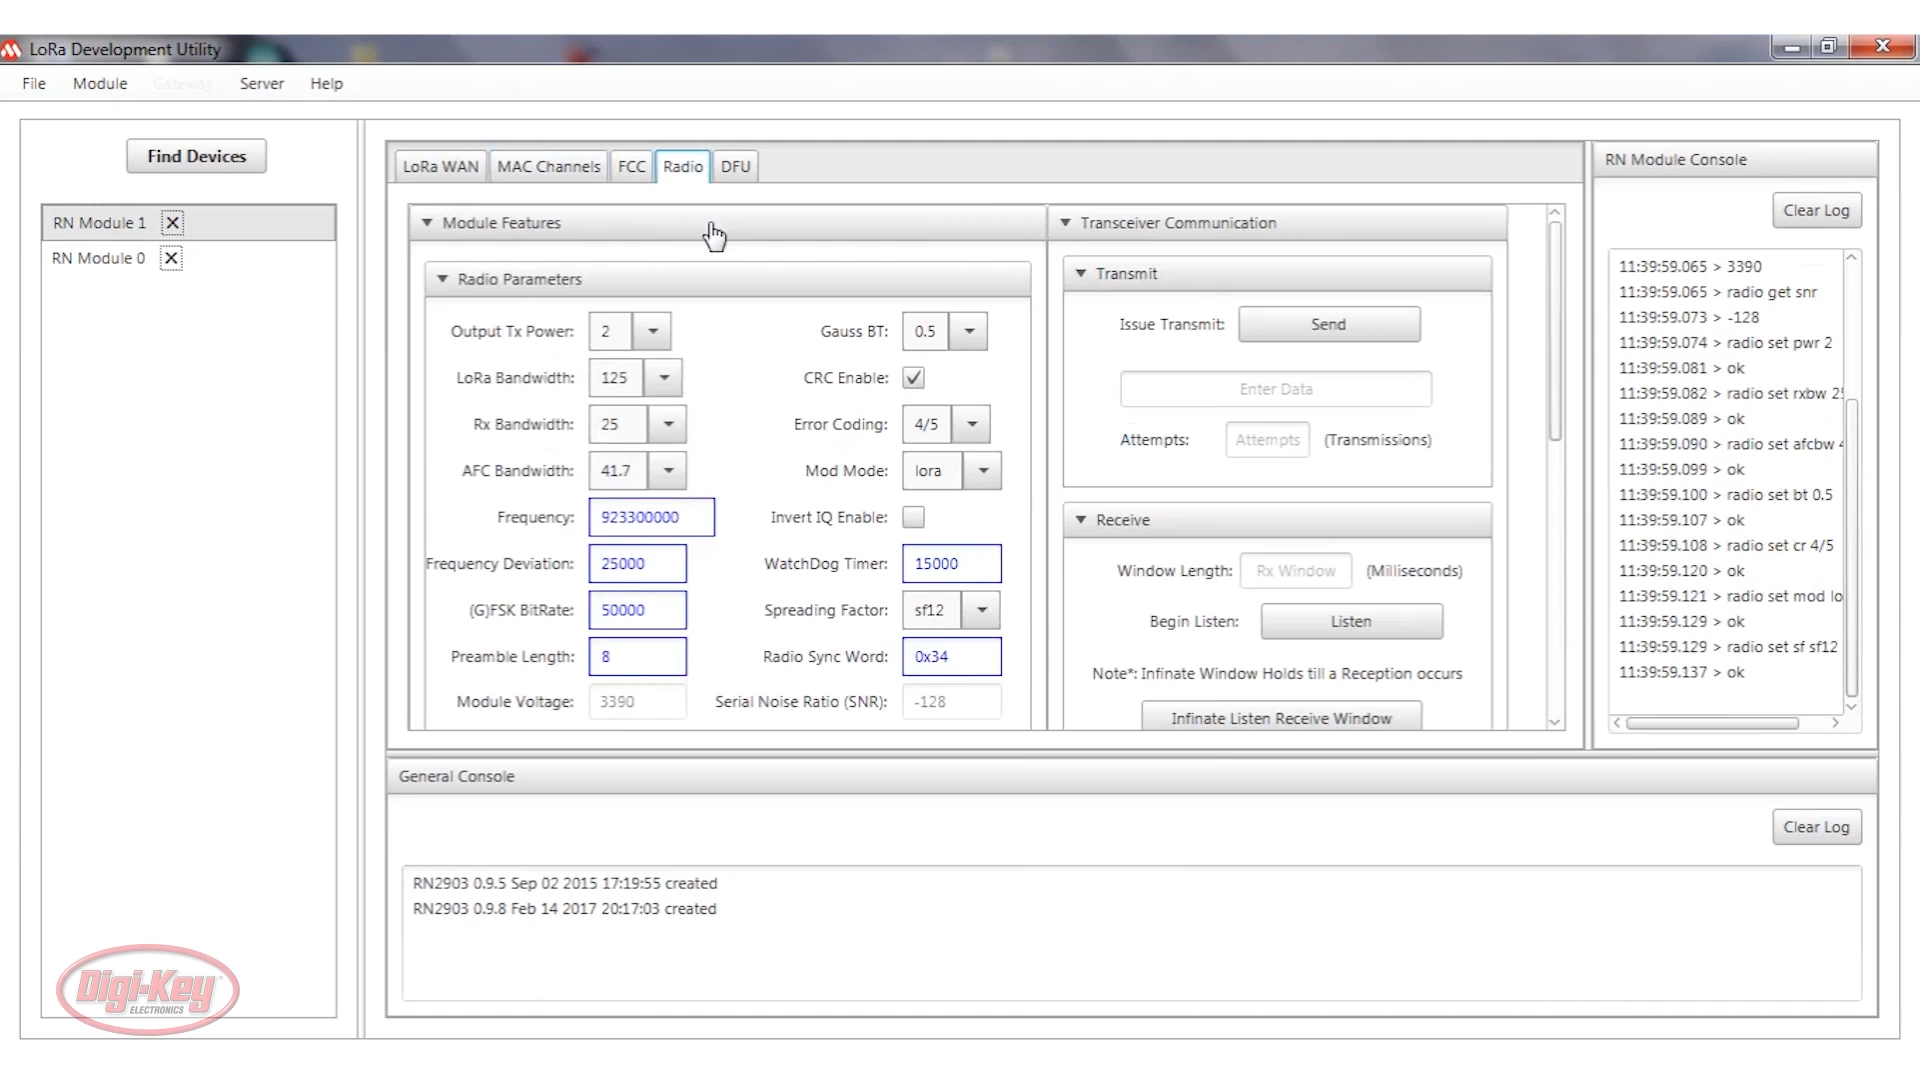 LoRa Development Utility
File Module Gateway Server Help
Find Devices
RN Module 1
RN Module 0
LoRa WAN MAC Channels FCC Radio DFU
Module Features
Radio Parameters
Output Tx Power: 2 Gauss BT: 0.5
LoRa Bandwidth: 125 CRC Enable:
Rx Bandwidth: 25 Error Coding: 4/5
AFC Bandwidth: 41.7 Mod Mode: lora
Frequency: 923300000 Invert IQ Enable:
Frequency Deviation: 25000 WatchDog Timer: 15000
(G)FSK BitRate: 50000 Spreading Factor: sf12
Preamble Length: 8 Radio Sync Word: 0x34
Module Voltage: 3390 Serial Noise Ratio (SNR): -128
Transceiver Communication
Transmit
Issue Transmit: Send
Enter Data
Attempts: Attempts (Transmissions)
Receive
Window Length: Rx Window (Milliseconds)
Begin Listen: Listen
Note*: Infinate Window Holds till a Reception occurs
Infinate Listen Receive Window
RN Module Console
Clear Log
11:39:59.065 > 3390
11:39:59.065 > radio get snr
11:39:59.073 > -128
11:39:59.074 > radio set pwr 2
11:39:59.081 > ok
11:39:59.082 > radio set rxbw 25
11:39:59.089 > ok
11:39:59.090 > radio set afcbw 4
11:39:59.099 > ok
11:39:59.100 > radio set bt 0.5
11:39:59.107 > ok
11:39:59.108 > radio set cr 4/5
11:39:59.120 > ok
11:39:59.121 > radio set mod lo
11:39:59.129 > ok
11:39:59.129 > radio set sf sf12
11:39:59.137 > ok
General Console
Clear Log
RN2903 0.9.5 Sep 02 2015 17:19:55 created
RN2903 0.9.8 Feb 14 2017 20:17:03 created
Digi-Key
ELECTRONICS